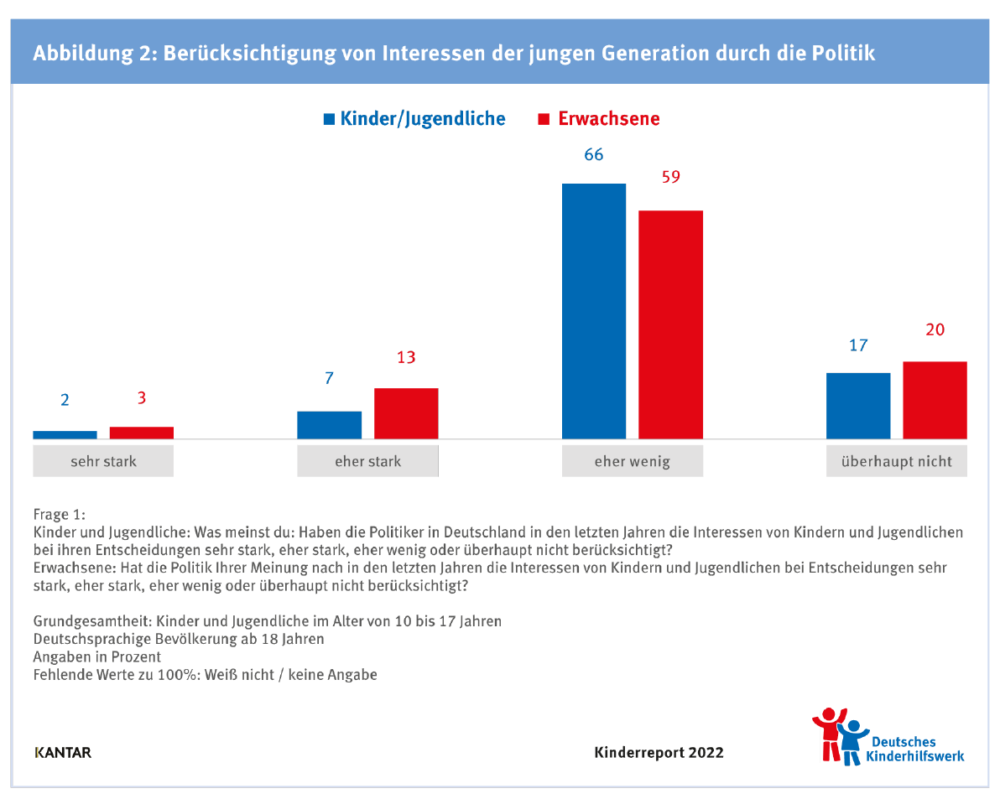 Abbildung 2: Berücksichtigung von Interessen der jungen Generation durch die Politik
Kinder/Jugendliche Erwachsene
66
59
20
17
13
7
3
2
sehr stark eher stark eher wenig überhaupt nicht
Frage 1:
Kinder und Jugendliche: Was meinst du: Haben die Politiker in Deutschland in den letzten Jahren die Interessen von Kindern und Jugendlichen
bei ihren Entscheidungen sehr stark, eher stark, eher wenig oder überhaupt nicht berücksichtigt?
Erwachsene: Hat die Politik Ihrer Meinung nach in den letzten Jahren die Interessen von Kindern und Jugendlichen bei Entscheidungen sehr
stark, eher stark, eher wenig oder überhaupt nicht berücksichtigt?
Grundgesamtheit: Kinder und Jugendliche im Alter von 10 bis 17 Jahren
Deutschsprachige Bevölkerung ab 18 Jahren
Angaben in Prozent
Fehlende Werte zu 100%: Weiß nicht / keine Angabe
KANTAR
Kinderreport 2022
Deutsches
Kinderhilfswerk